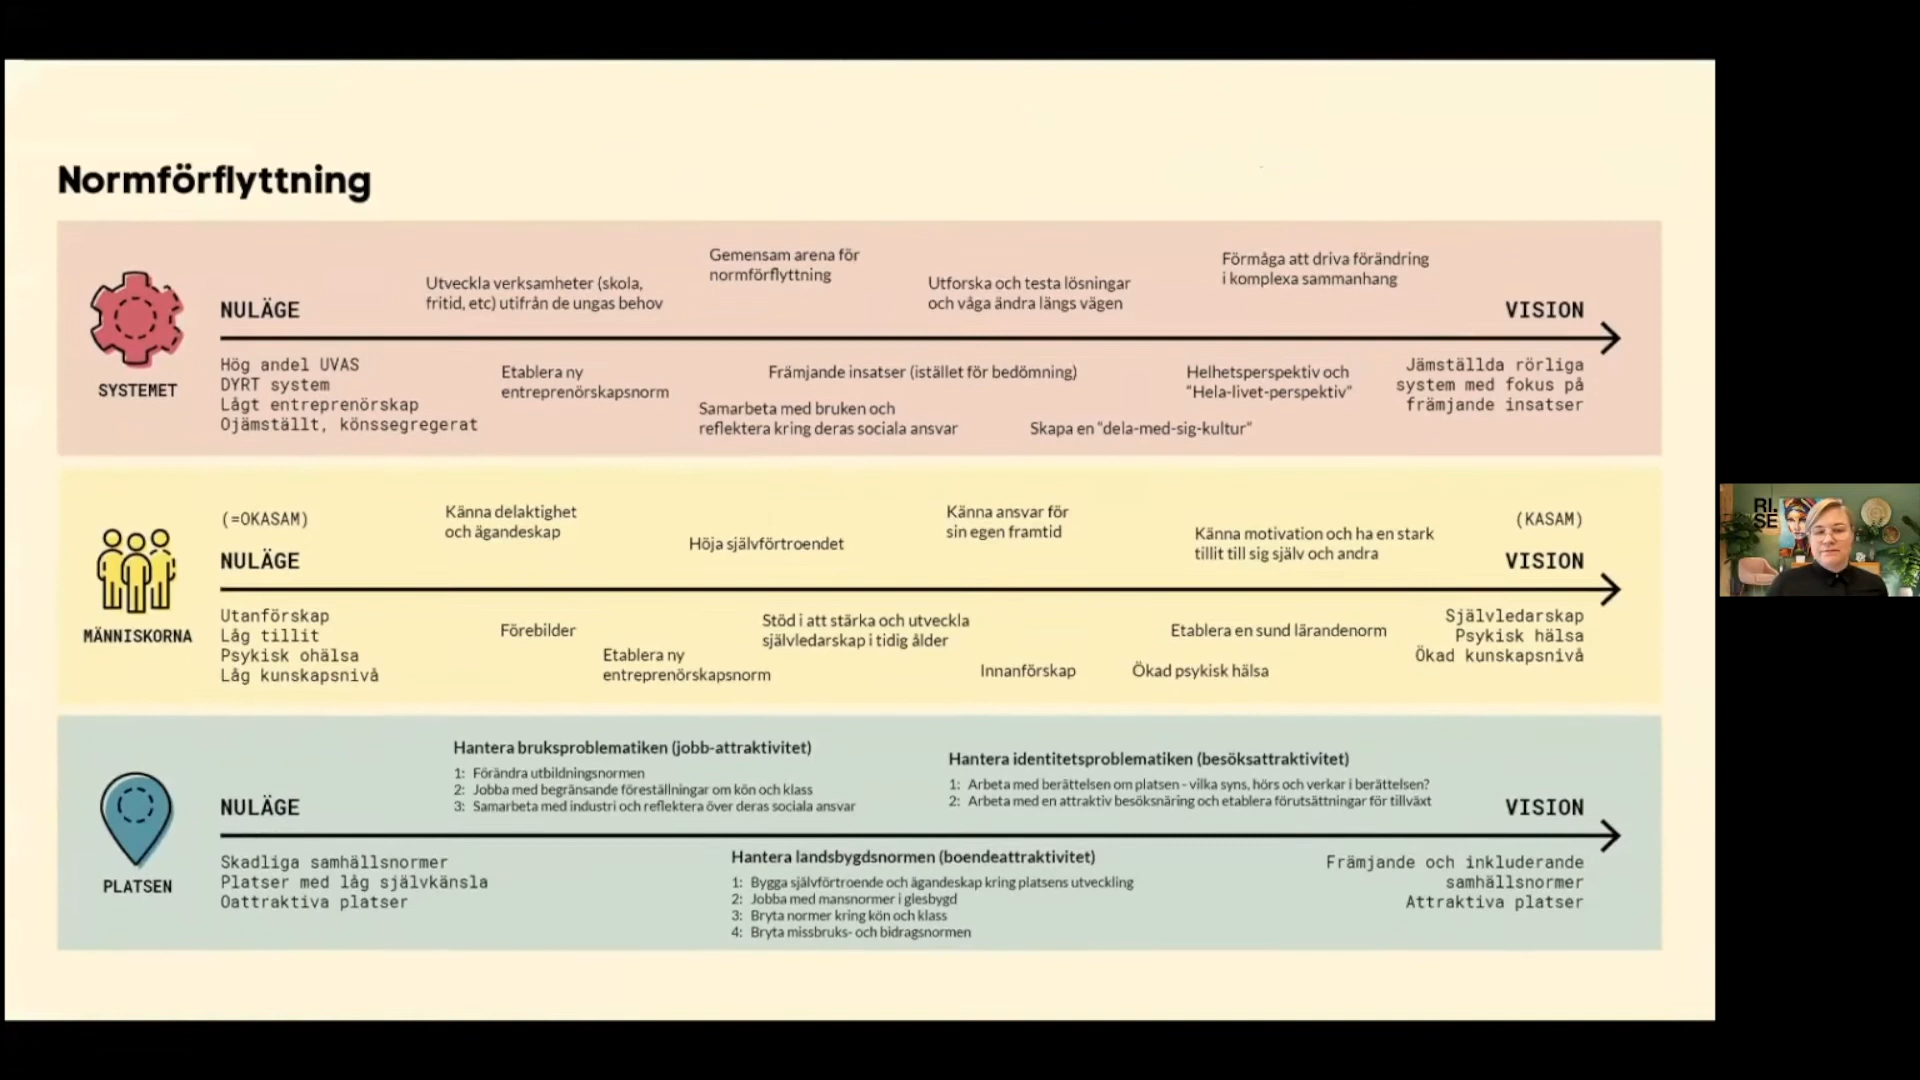 Normförflyttning
SYSTEMET
NULÄGE
Hög andel UVAS
DYRT system
Lågt entreprenörskap
Ojämställt, könssegregerat
Utveckla verksamheter (skola,
fritid, etc) utifrån de ungas behov
Gemensam arena för
normförflyttning
Utforska och testa lösningar
och våga ändra längs vägen
Förmåga att driva förändring
i komplexa sammanhang
Etablera ny
entreprenörskapsnorm
Främjande insatser (istället för bedömning)
Samarbeta med bruken och
reflektera kring deras sociala ansvar
Helhetsperspektiv och
“Hela-livet-perspektiv”
Skapa en “dela-med-sig-kultur”
VISION
Jämställda rörliga
system med fokus på
främjande insatser
MÄNNISKORNA
(=OKASAM)
NULÄGE
Utanförskap
Låg tillit
Psykisk ohälsa
Låg kunskapsnivå
Känna delaktighet
och ägandeskap
Höja självförtroendet
Känna ansvar för
sin egen framtid
Känna motivation och ha en stark
tillit till sig själv och andra
Förebilder
Etablera ny
entreprenörskapsnorm
Stöd i att stärka och utveckla
självledarskap i tidig ålder
Innanförskap
Ökad psykisk hälsa
Etablera en sund lärandenorm
(KASAM)
VISION
Självledarskap
Psykisk hälsa
Ökad kunskapsnivå
PLATSEN
NULÄGE
Skadliga samhällsnormer
Platser med låg självkänsla
Oattraktiva platser
Hantera bruksproblematiken (jobb-attraktivitet)
1: Förändra utbildningsnormen
2: Jobba med begränsande föreställningar om kön och klass
3: Samarbeta med industri och reflektera över deras sociala ansvar
Hantera identitetsproblematiken (besöksattraktivitet)
1: Arbeta med berättelsen om platsen - vilka syns, hörs och verkar i berättelsen?
2: Arbeta med en attraktiv besöksnäring och etablera förutsättningar för tillväxt
Hantera landsbygdsnormen (boendeattraktivitet)
1: Bygga självförtroende och ägandeskap kring platsens utveckling
2: Jobba med mansnormer i glesbygd
3: Bryta normer kring kön och klass
4: Bryta missbruks- och bidragsnormen
VISION
Främjande och inkluderande
samhällsnormer
Attraktiva platser
RI.
SE